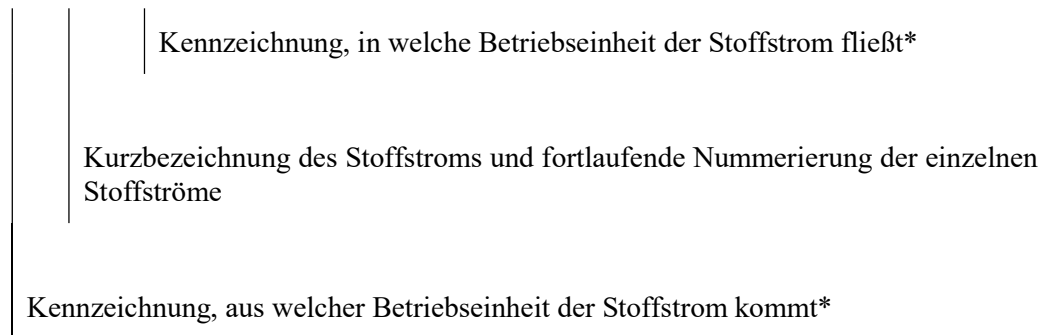 Kennzeichnung, in welche Betriebseinheit der Stoffstrom fließt*
Kurzbezeichnung des Stoffstroms und fortlaufende Nummerierung der einzelnen
Stoffströme
Kennzeichnung, aus welcher Betriebseinheit der Stoffstrom kommt*